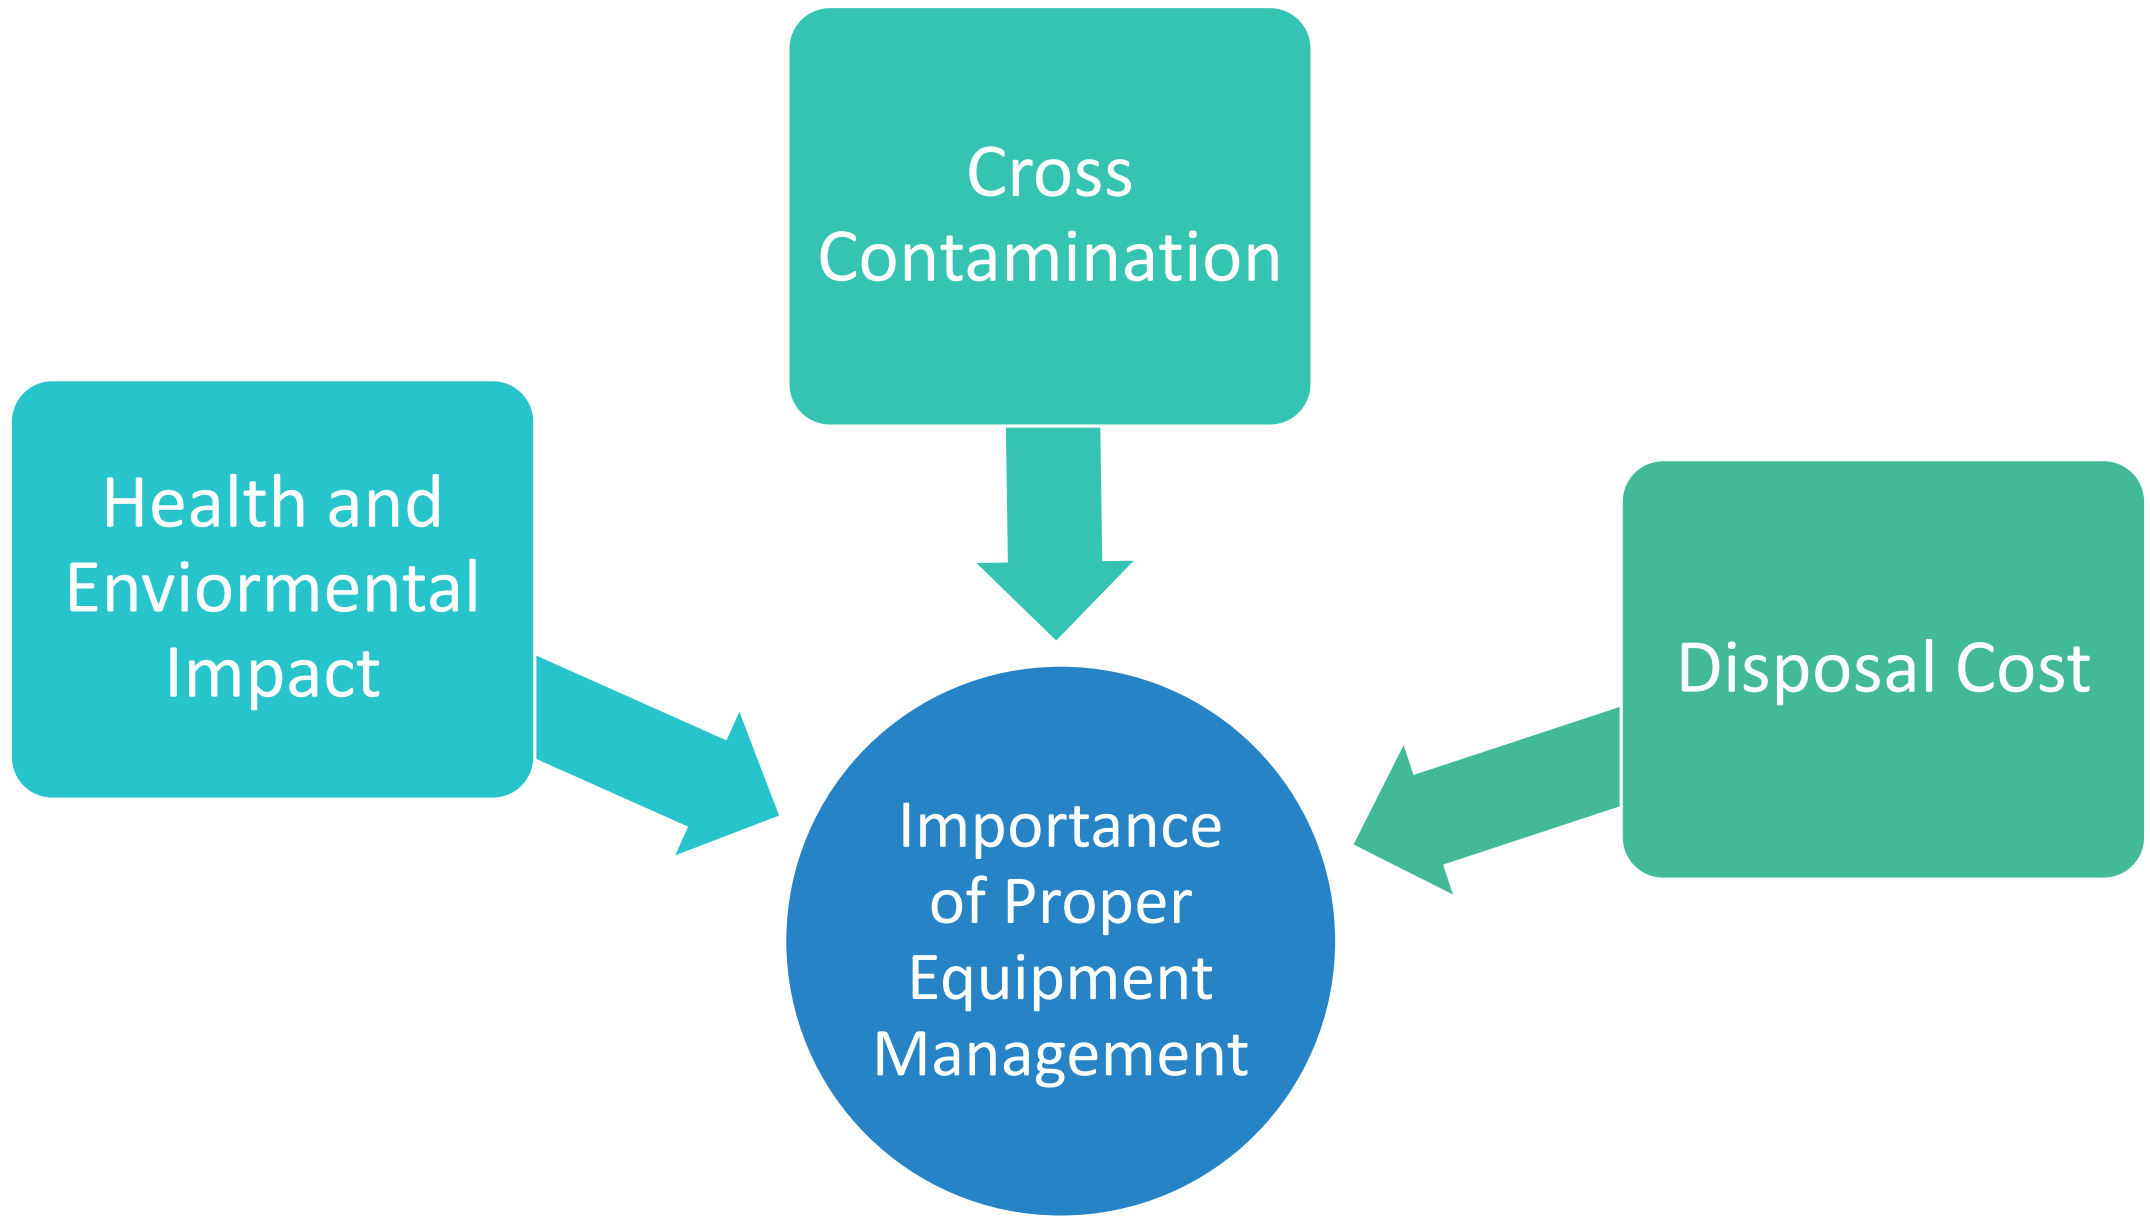 Cross
Contamination
Health and
Enviormental
Impact
Disposal Cost
Importance
of Proper
Equipment
Management